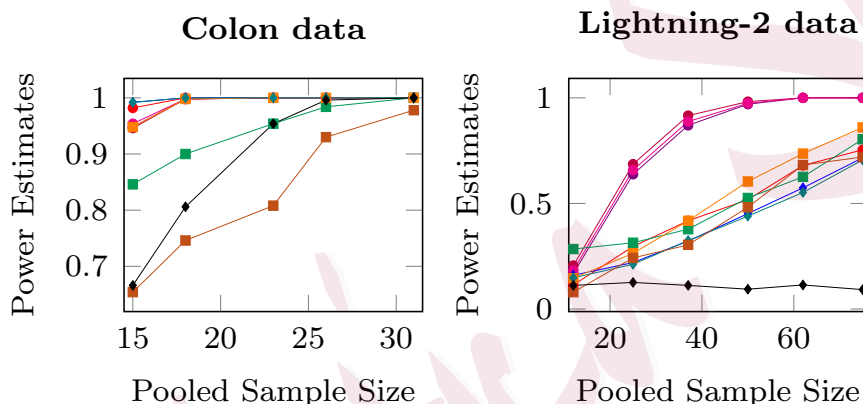 Colon data
Lightning-2 data
Power Estimates
1
0.9
0.8
0.7
15
20
25
30
Pooled Sample Size
Power Estimates
1
0.5
0
20
40
60
Pooled Sample Size